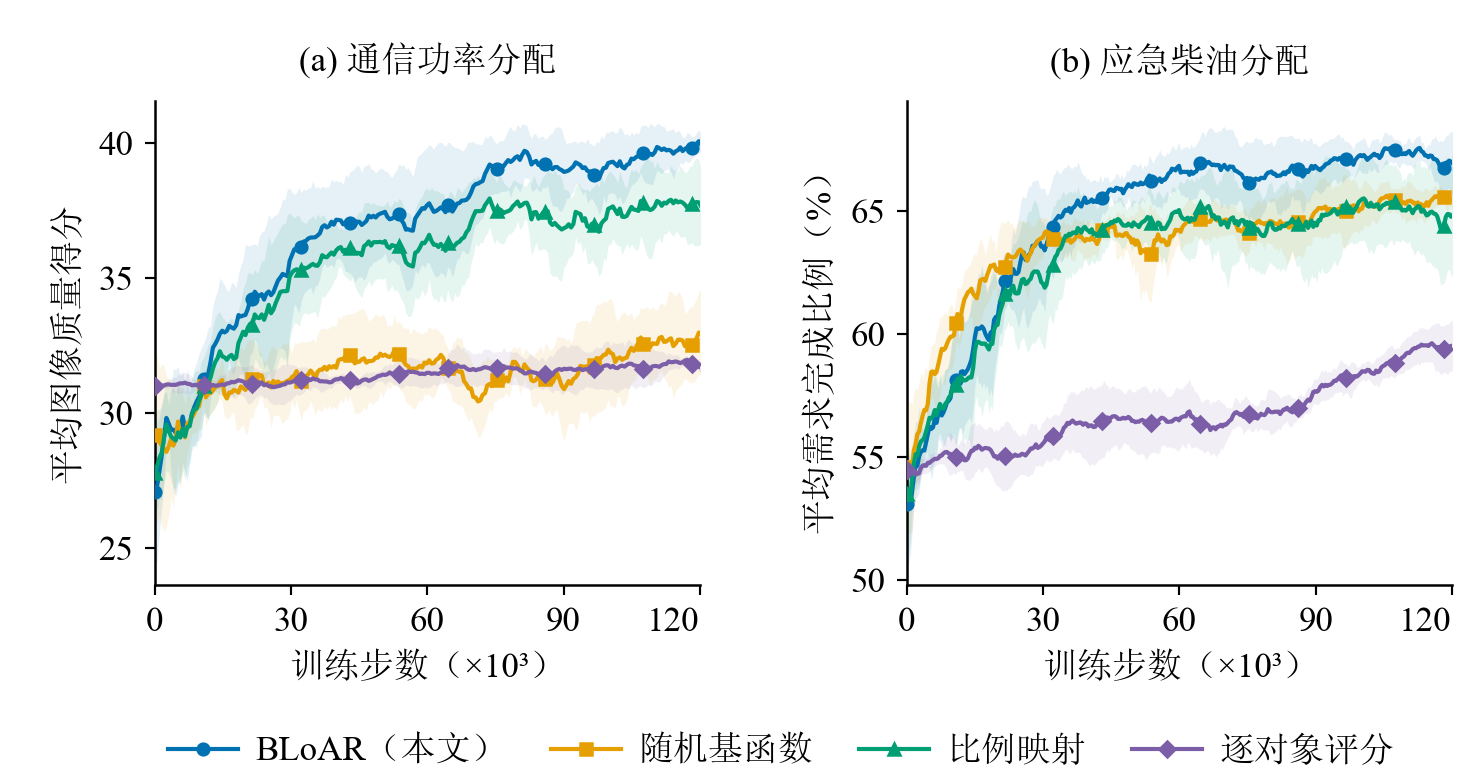 (a) 通信功率分配
平均图像质量得分
40
35
30
25
0 30 60 90 120
训练步数（×10³）
(b) 应急柴油分配
平均需求完成比例（%）
65
60
55
50
0 30 60 90 120
训练步数（×10³）
BLoAR（本文） 随机基函数 比例映射 逐对象评分